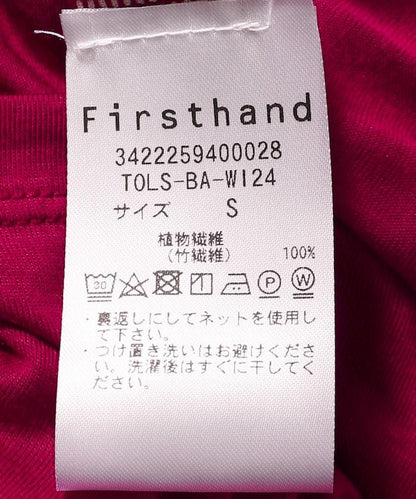 Firsthand
3422259400028
TOLS-BA-WI24
サイズ S
植物繊維
(竹繊維) 100%
30 P W
・裏返しにしてネットを使用し
て下さい。
・つけ置き洗いはお避けくださ
い。洗濯後はすぐに干してく
ださい。